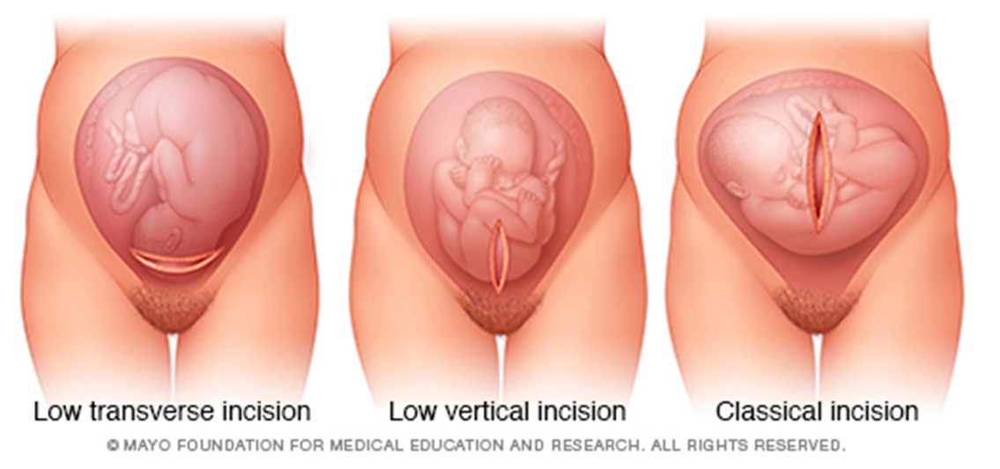 Low transverse incision
Low vertical incision
Classical incision
© MAYO FOUNDATION FOR MEDICAL EDUCATION AND RESEARCH. ALL RIGHTS RESERVED.